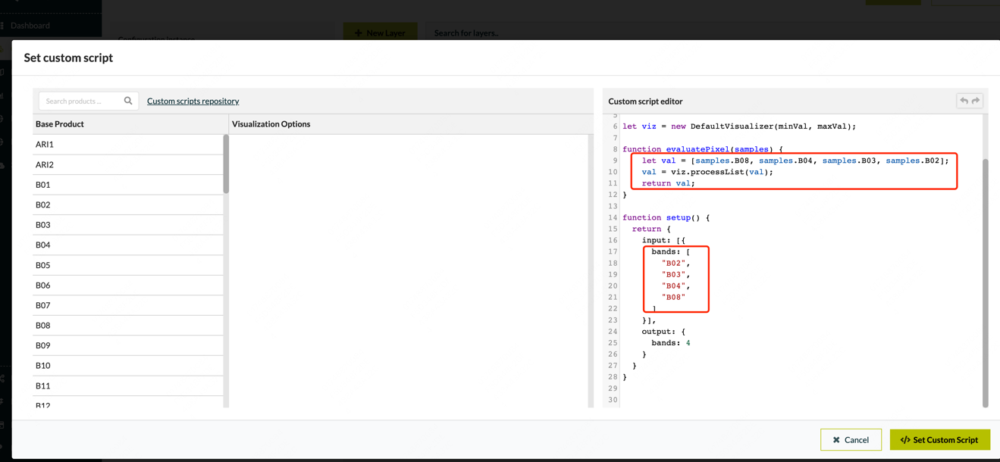 Dashboard
Configuration instance
+ New Layer
Search for layers..
Set custom script
Search products ...
Custom scripts repository
Base Product
Visualization Options
ARI1
ARI2
B01
B02
B03
B04
B05
B06
B07
B08
B09
B10
B11
B12
Custom script editor
5
6 let viz = new DefaultVisualizer(minVal, maxVal);
7
8 function evaluatePixel(samples) {
9 let val = [samples.B08, samples.B04, samples.B03, samples.B02];
10 val = viz.processList(val);
11 return val;
12 }
13
14 function setup() {
15 return {
16 input: [{
17 bands: [
18 "B02",
19 "B03",
20 "B04",
21 "B08"
22 ]
23 }],
24 output: {
25 bands: 4
26 }
27 }
28 }
29
30
Cancel
</> Set Custom Script